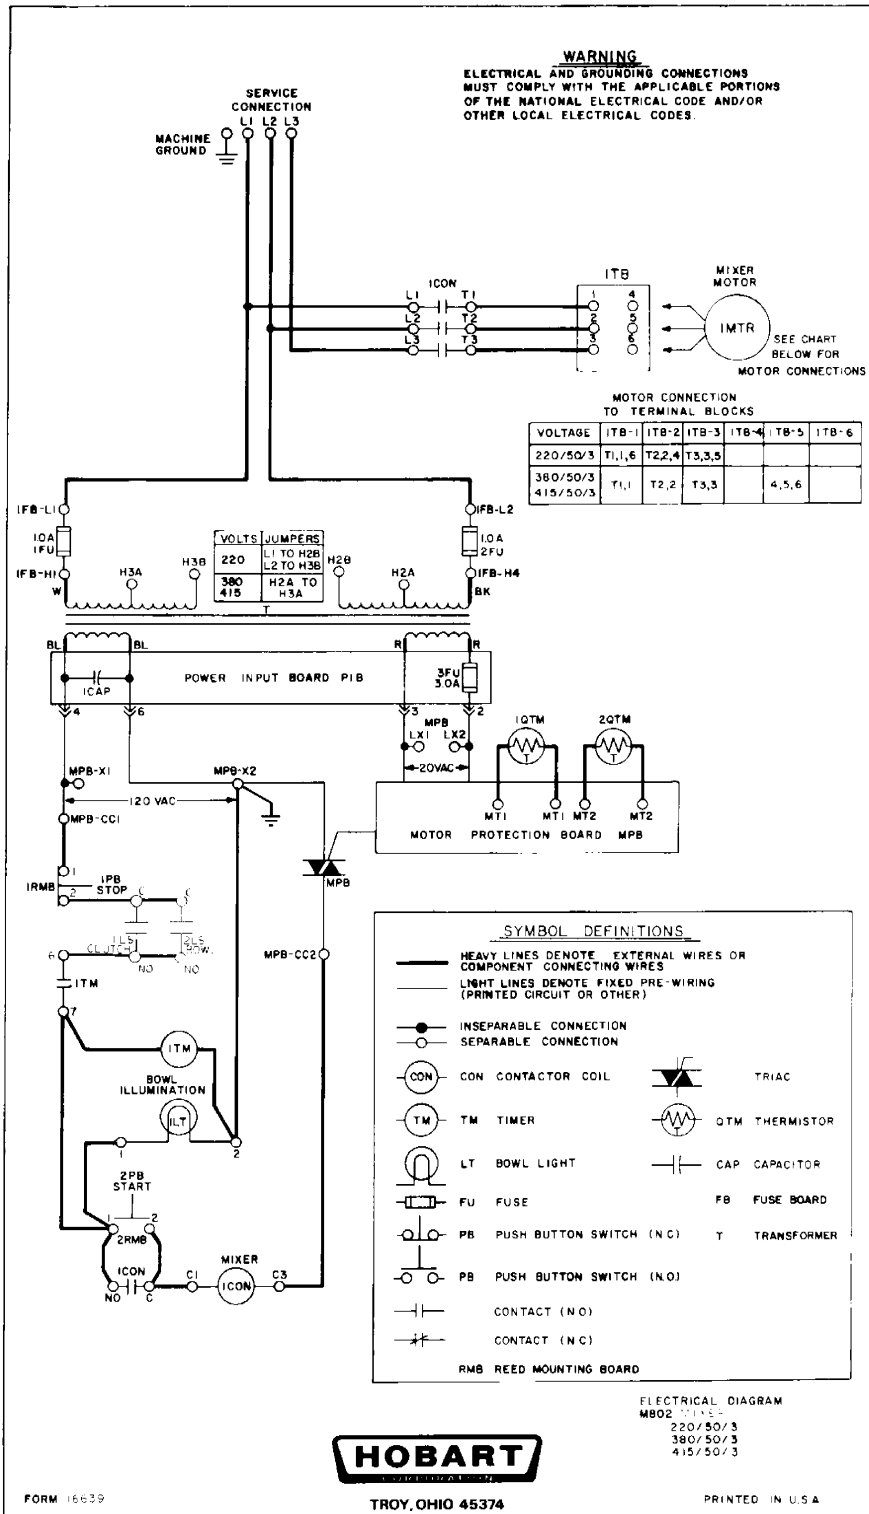 WARNING
ELECTRICAL AND GROUNDING CONNECTIONS
MUST COMPLY WITH THE APPLICABLE PORTIONS
OF THE NATIONAL ELECTRICAL CODE AND/OR
OTHER LOCAL ELECTRICAL CODES.
SERVICE
CONNECTION
L1 L2 L3
MACHINE
GROUND
1CON
L1 T1
L2 T2
L3 T3
1TB
1 4
2 5
3 6
MIXER
MOTOR
1MTR
SEE CHART
BELOW FOR
MOTOR CONNECTIONS
MOTOR CONNECTION
TO TERMINAL BLOCKS
VOLTAGE 1TB-1 1TB-2 1TB-3 1TB-4 1TB-5 1TB-6
220/50/3 T1,1,6 T2,2,4 T3,3,5
380/50/3
415/50/3 T1,1 T2,2 T3,3 4,5,6
1FB-L1
1FB-L2
1.0A
1FU
1.0A
2FU
VOLTS JUMPERS
220 L1 TO H2B
L2 TO H3B
380
415 H2A TO
H3A
1FB-H1
W
H3A
H3B
H2B
H2A
1FB-H4
BK
T
BL BL
R R
POWER INPUT BOARD PIB
1CAP
3FU
3.0A
4 6 3 2
MPB
LX1 LX2
20VAC
1QTM
T
2QTM
T
MT1 MT1 MT2 MT2
MOTOR PROTECTION BOARD MPB
MPB-X1
MPB-X2
120 VAC
MPB-CC1
MPB
1RMB
1
2
1PB
STOP
C C
1LS
CLUTCH
2LS
BOWL
NO NO
6
1TM
7
MPB-CC2
1TM
BOWL
ILLUMINATION
1LT
1 2
2PB
START
1 2
2RMB
1CON
NO C
C1
MIXER
1CON
C3
SYMBOL DEFINITIONS
HEAVY LINES DENOTE EXTERNAL WIRES OR
COMPONENT CONNECTING WIRES
LIGHT LINES DENOTE FIXED PRE-WIRING
(PRINTED CIRCUIT OR OTHER)
INSEPARABLE CONNECTION
SEPARABLE CONNECTION
CON CON CONTACTOR COIL
TRIAC
TM TM TIMER
T QTM THERMISTOR
LT BOWL LIGHT
CAP CAPACITOR
FU FUSE
FB FUSE BOARD
PB PUSH BUTTON SWITCH (N.C.)
T TRANSFORMER
PB PUSH BUTTON SWITCH (N.O.)
CONTACT (N O)
CONTACT (N C)
RMB REED MOUNTING BOARD
ELECTRICAL DIAGRAM
M802 MIXER
220/50/3
380/50/3
415/50/3
HOBART
CORPORATION
TROY, OHIO 45374
FORM 16639
PRINTED IN U.S.A